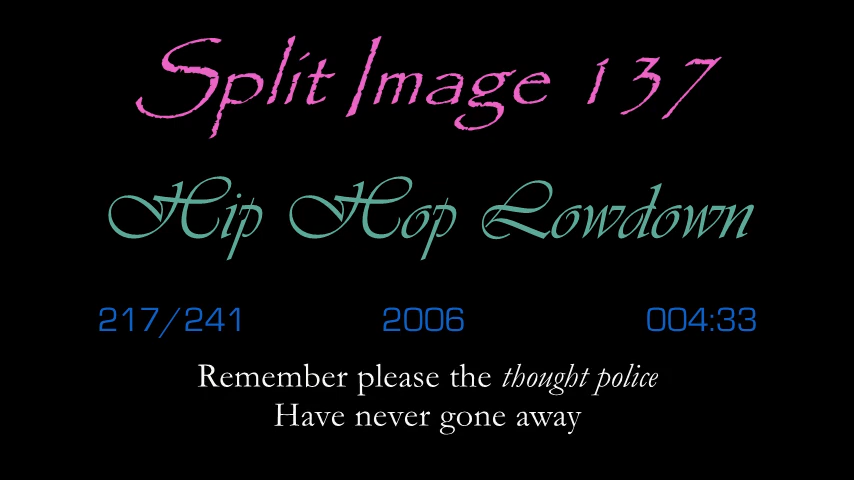 Split Image 137
Hip Hop Lowdown
217/241 2006 004:33
Remember please the thought police
Have never gone away